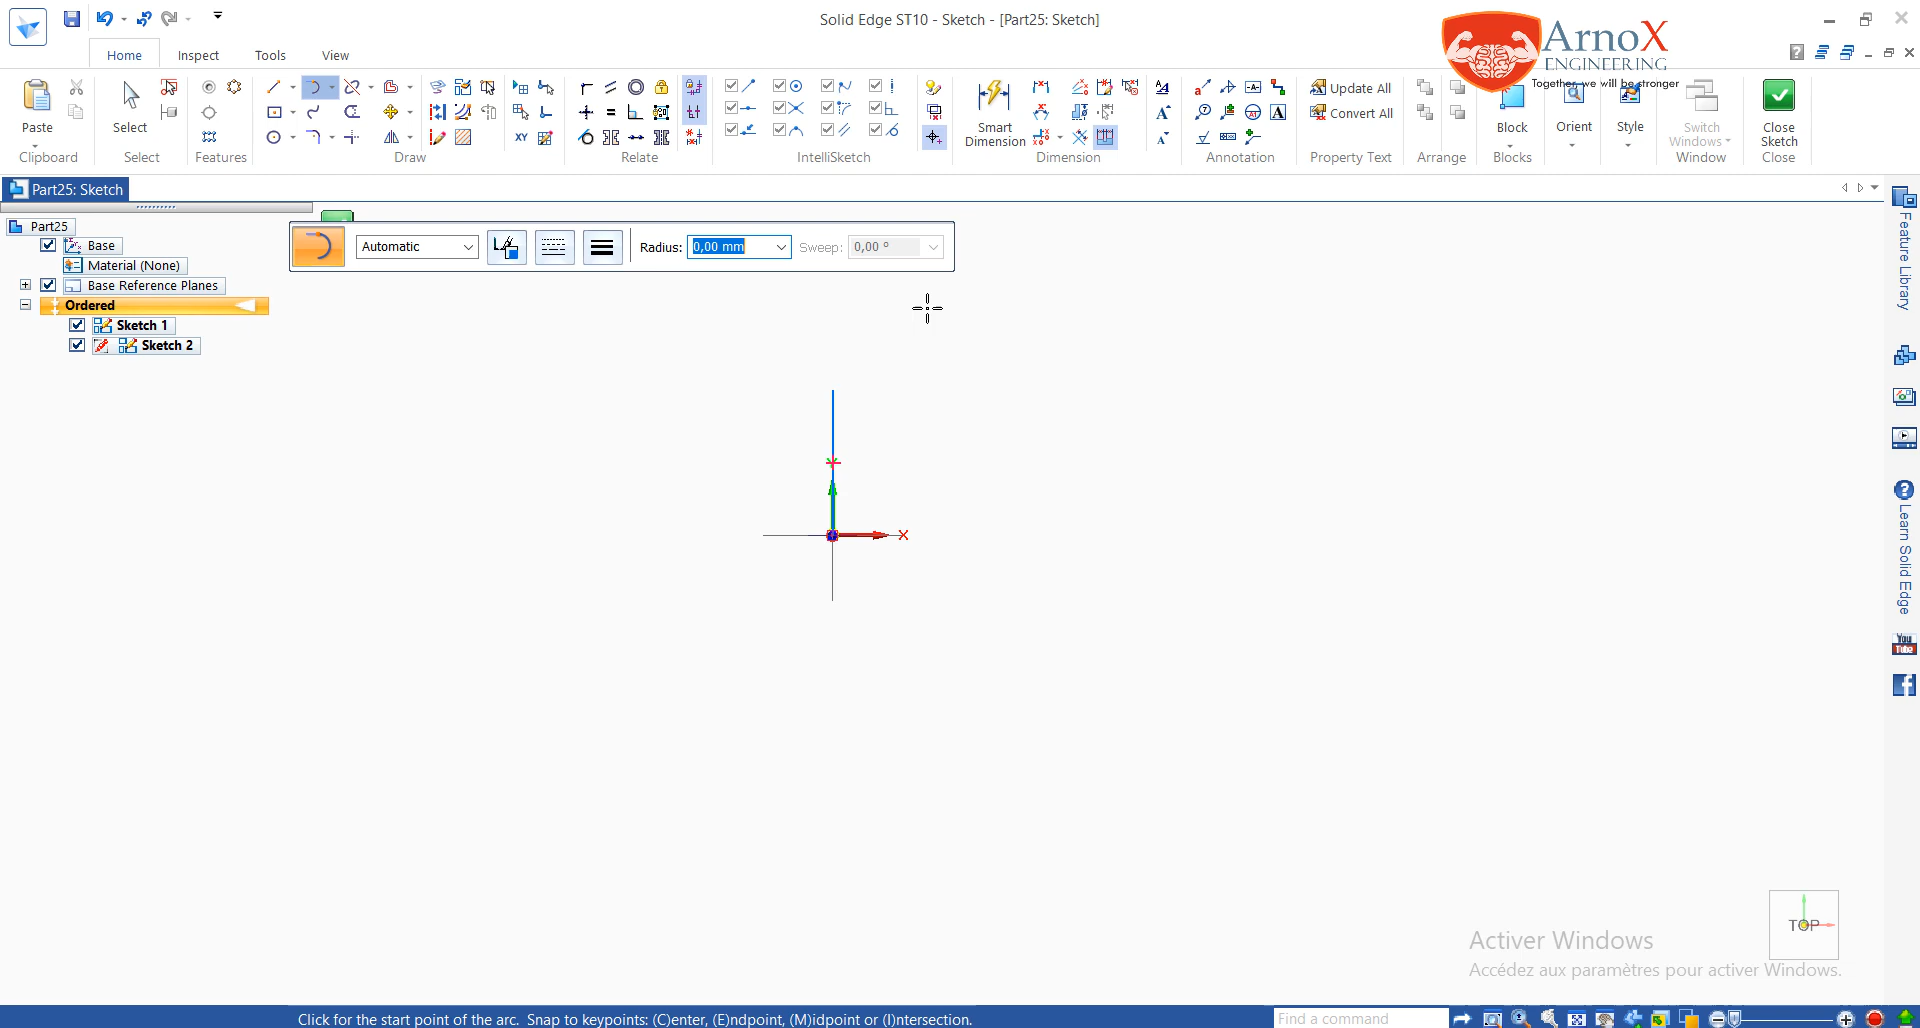 Solid Edge ST10 - Sketch - [Part25: Sketch]
ArnoX
ENGINEERING
Together we will be stronger
Home Inspect Tools View
Paste
Clipboard
Select
Select
Features
Draw
Relate
IntelliSketch
Smart
Dimension
Dimension
Annotation
Update All
Convert All
Property Text
Arrange
Block
Blocks
Orient
Style
Switch
Windows
Window
Close
Sketch
Close
Part25: Sketch
Part25
Base
Material (None)
Base Reference Planes
Ordered
Sketch 1
Sketch 2
Automatic
Radius: 0,00 mm
Sweep: 0,00 °
X
Feature Library
Learn Solid Edge
You
Tube
TOP
Activer Windows
Accédez aux paramètres pour activer Windows.
Click for the start point of the arc. Snap to keypoints: (C)enter, (E)ndpoint, (M)idpoint or (I)ntersection.
Find a command